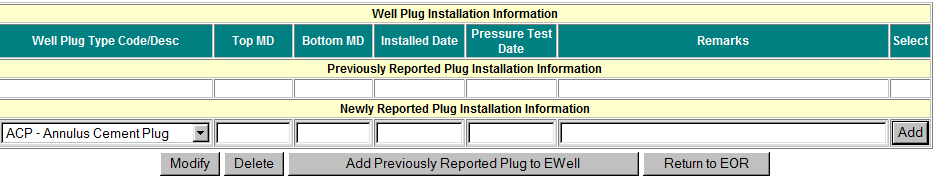 Well Plug Installation Information
Well Plug Type Code/Desc Top MD Bottom MD Installed Date Pressure Test Date Remarks Select
Previously Reported Plug Installation Information
Newly Reported Plug Installation Information
ACP - Annulus Cement Plug Add
Modify Delete Add Previously Reported Plug to EWell Return to EOR